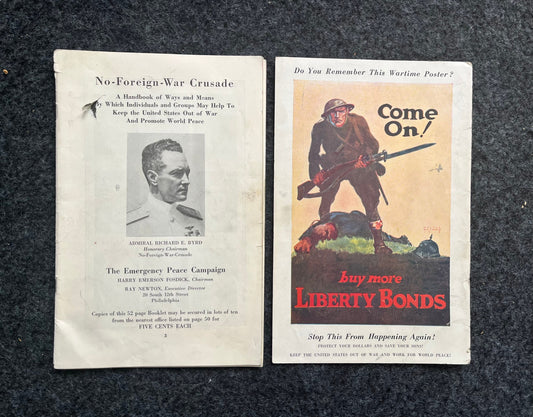 No-Foreign-War Crusade
A Handbook of Ways and Means
by Which Individuals and Groups May Help To
Keep the United States Out of War
And Promote World Peace
ADMIRAL RICHARD E. BYRD
Honorary Chairman
No-Foreign-War-Crusade
The Emergency Peace Campaign
HARRY EMERSON FOSDICK, Chairman
RAY NEWTON, Executive Director
20 South 12th Street
Philadelphia
Copies of this 52 page Booklet may be secured in lots of ten
from the nearest office listed on page 50 for
FIVE CENTS EACH
3
Do You Remember This Wartime Poster?
Come
On!
buy more
LIBERTY BONDS
Stop This From Happening Again!
PROTECT YOUR DOLLARS AND SAVE YOUR SONS!
KEEP THE UNITED STATES OUT OF WAR AND WORK FOR WORLD PEACE!